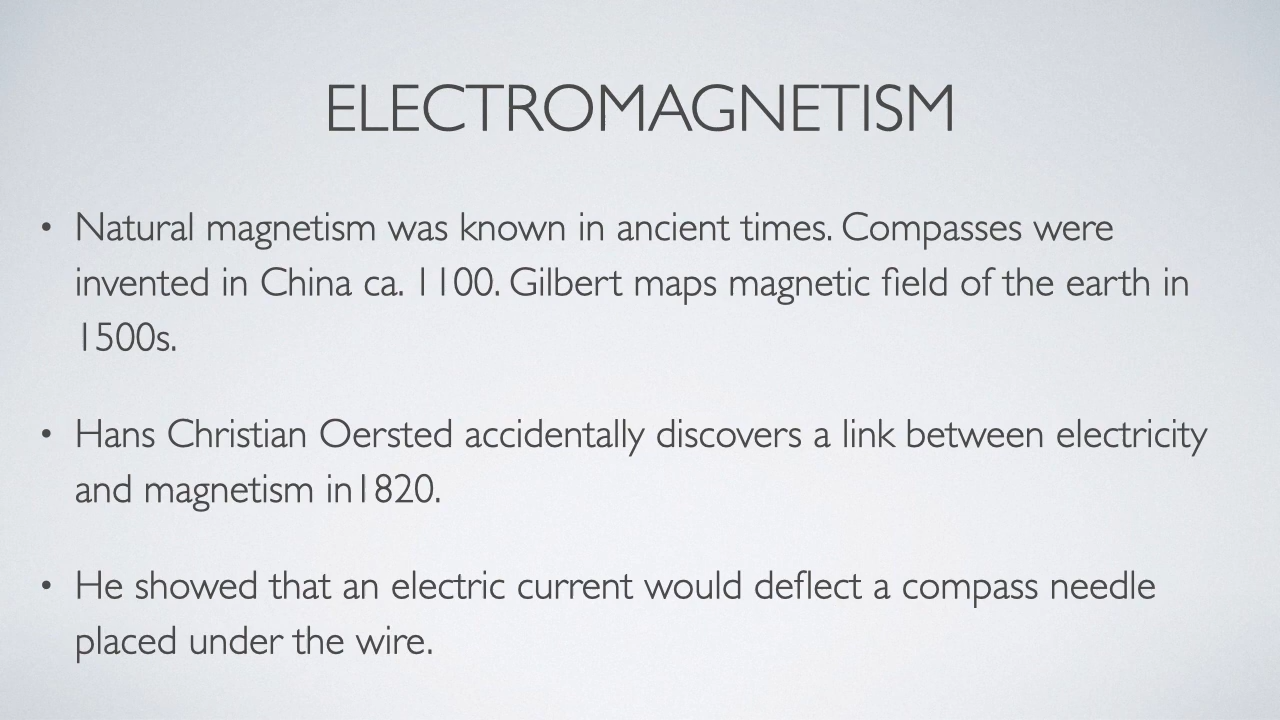 ELECTROMAGNETISM
• Natural magnetism was known in ancient times. Compasses were
invented in China ca. 1100. Gilbert maps magnetic field of the earth in
1500s.
• Hans Christian Oersted accidentally discovers a link between electricity
and magnetism in1820.
• He showed that an electric current would deflect a compass needle
placed under the wire.